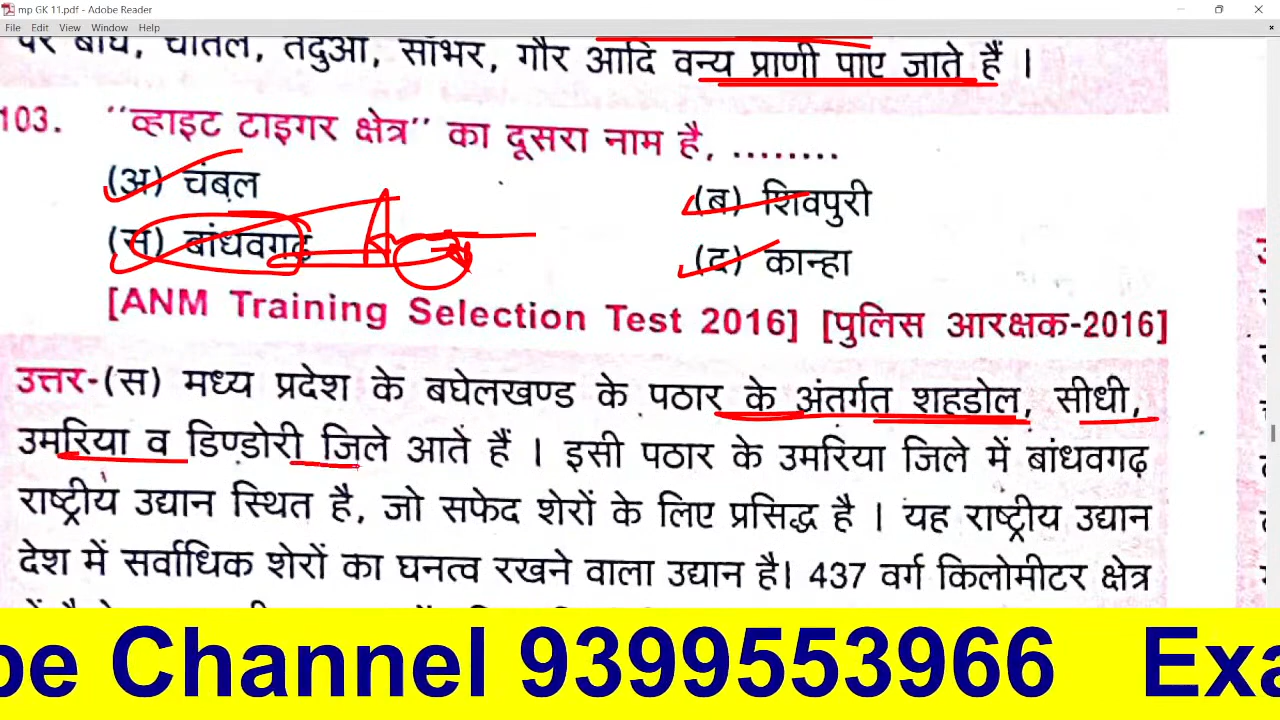 mp GK 11.pdf - Adobe Reader
File Edit View Window Help
पर बाघ, चीतल, तेंदुआ, सांभर, गौर आदि वन्य प्राणी पाए जाते हैं ।
103. ''व्हाइट टाइगर क्षेत्र'' का दूसरा नाम है, ........
(अ) चंबल (ब) शिवपुरी
(स) बांधवगढ़ (द) कान्हा
[ANM Training Selection Test 2016] [पुलिस आरक्षक-2016]
उत्तर-(स) मध्य प्रदेश के बघेलखण्ड के पठार के अंतर्गत शहडोल, सीधी,
उमरिया व डिण्डोरी जिले आते हैं । इसी पठार के उमरिया जिले में बांधवगढ़
राष्ट्रीय उद्यान स्थित है, जो सफेद शेरों के लिए प्रसिद्ध है । यह राष्ट्रीय उद्यान
देश में सर्वाधिक शेरों का घनत्व रखने वाला उद्यान है। 437 वर्ग किलोमीटर क्षेत्र
pe Channel 9399553966 Exa